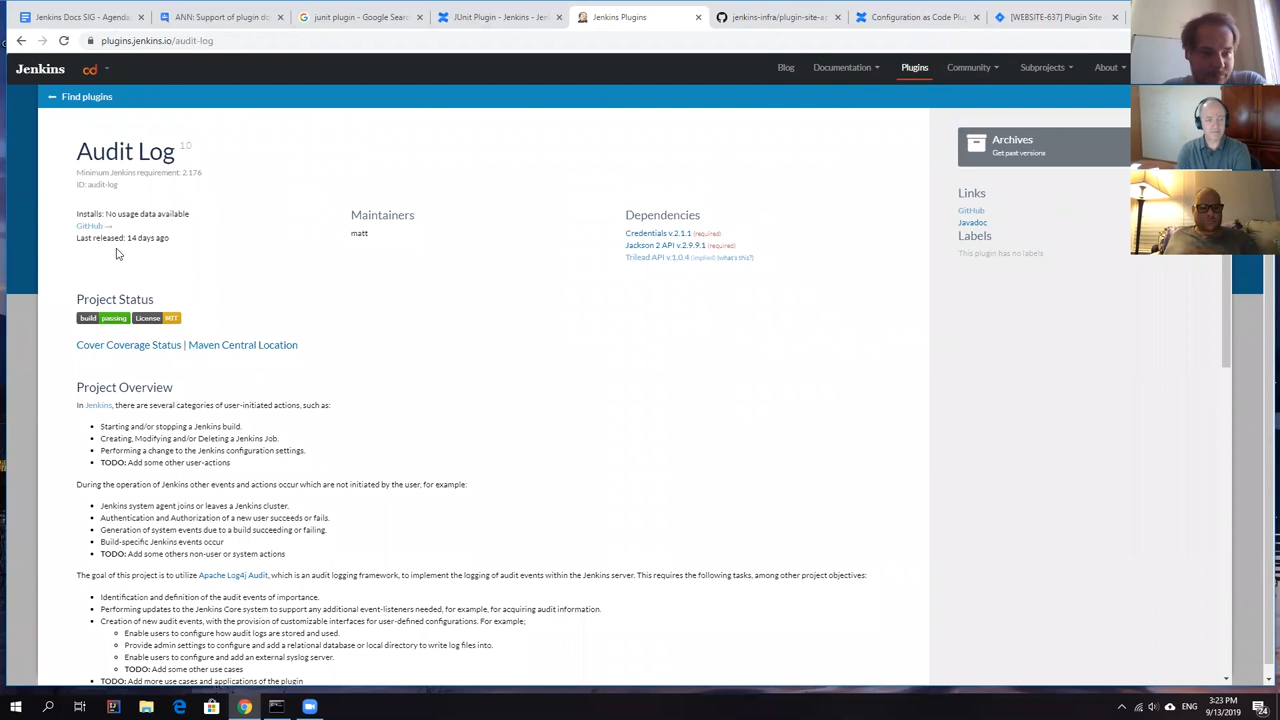 Jenkins Docs SIG - Agenda
ANN: Support of plugin do
junit plugin - Google Searc
JUnit Plugin - Jenkins - Jen
Jenkins Plugins
jenkins-infra/plugin-site-ap
Configuration as Code Plu
[WEBSITE-637] Plugin Site
plugins.jenkins.io/audit-log
Jenkins
cd
Blog
Documentation
Plugins
Community
Subprojects
About
← Find plugins
Audit Log 1.0
Minimum Jenkins requirement: 2.176
ID: audit-log
Installs: No usage data available
GitHub →
Last released: 14 days ago
Maintainers
matt
Dependencies
Credentials v.2.1.1 (required)
Jackson 2 API v.2.9.9.1 (required)
Trilead API v.1.0.4 (implied) (what's this?)
Archives
Get past versions
Links
GitHub
Javadoc
Labels
This plugin has no labels
Project Status
build passing License MIT
Cover Coverage Status | Maven Central Location
Project Overview
In Jenkins, there are several categories of user-initiated actions, such as:
• Starting and/or stopping a Jenkins build.
• Creating, Modifying and/or Deleting a Jenkins Job.
• Performing a change to the Jenkins configuration settings.
• TODO: Add some other user-actions
During the operation of Jenkins other events and actions occur which are not initiated by the user, for example:
• Jenkins system agent joins or leaves a Jenkins cluster.
• Authentication and Authorization of a new user succeeds or fails.
• Generation of system events due to a build succeeding or failing.
• Build-specific Jenkins events occur
• TODO: Add some others non-user or system actions
The goal of this project is to utilize Apache Log4j Audit, which is an audit logging framework, to implement the logging of audit events within the Jenkins server. This requires the following tasks, among other project objectives:
• Identification and definition of the audit events of importance.
• Performing updates to the Jenkins Core system to support any additional event-listeners needed, for example, for acquiring audit information.
• Creation of new audit events, with the provision of customizable interfaces for user-defined configurations. For example;
Enable users to configure how audit logs are stored and used.
Provide admin settings to configure and add a relational database or local directory to write log files into.
Enable users to configure and add an external syslog server.
TODO: Add some other use cases
• TODO: Add more use cases and applications of the plugin
ENG
3:23 PM
9/13/2019
24